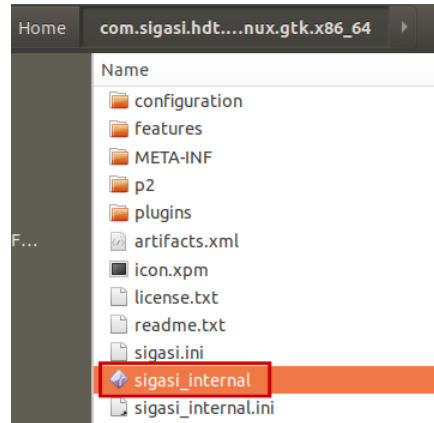 Home com.sigasi.hdt....nux.gtk.x86_64
Name
configuration
features
META-INF
p2
plugins
F... artifacts.xml
icon.xpm
license.txt
readme.txt
sigasi.ini
sigasi_internal
sigasi_internal.ini